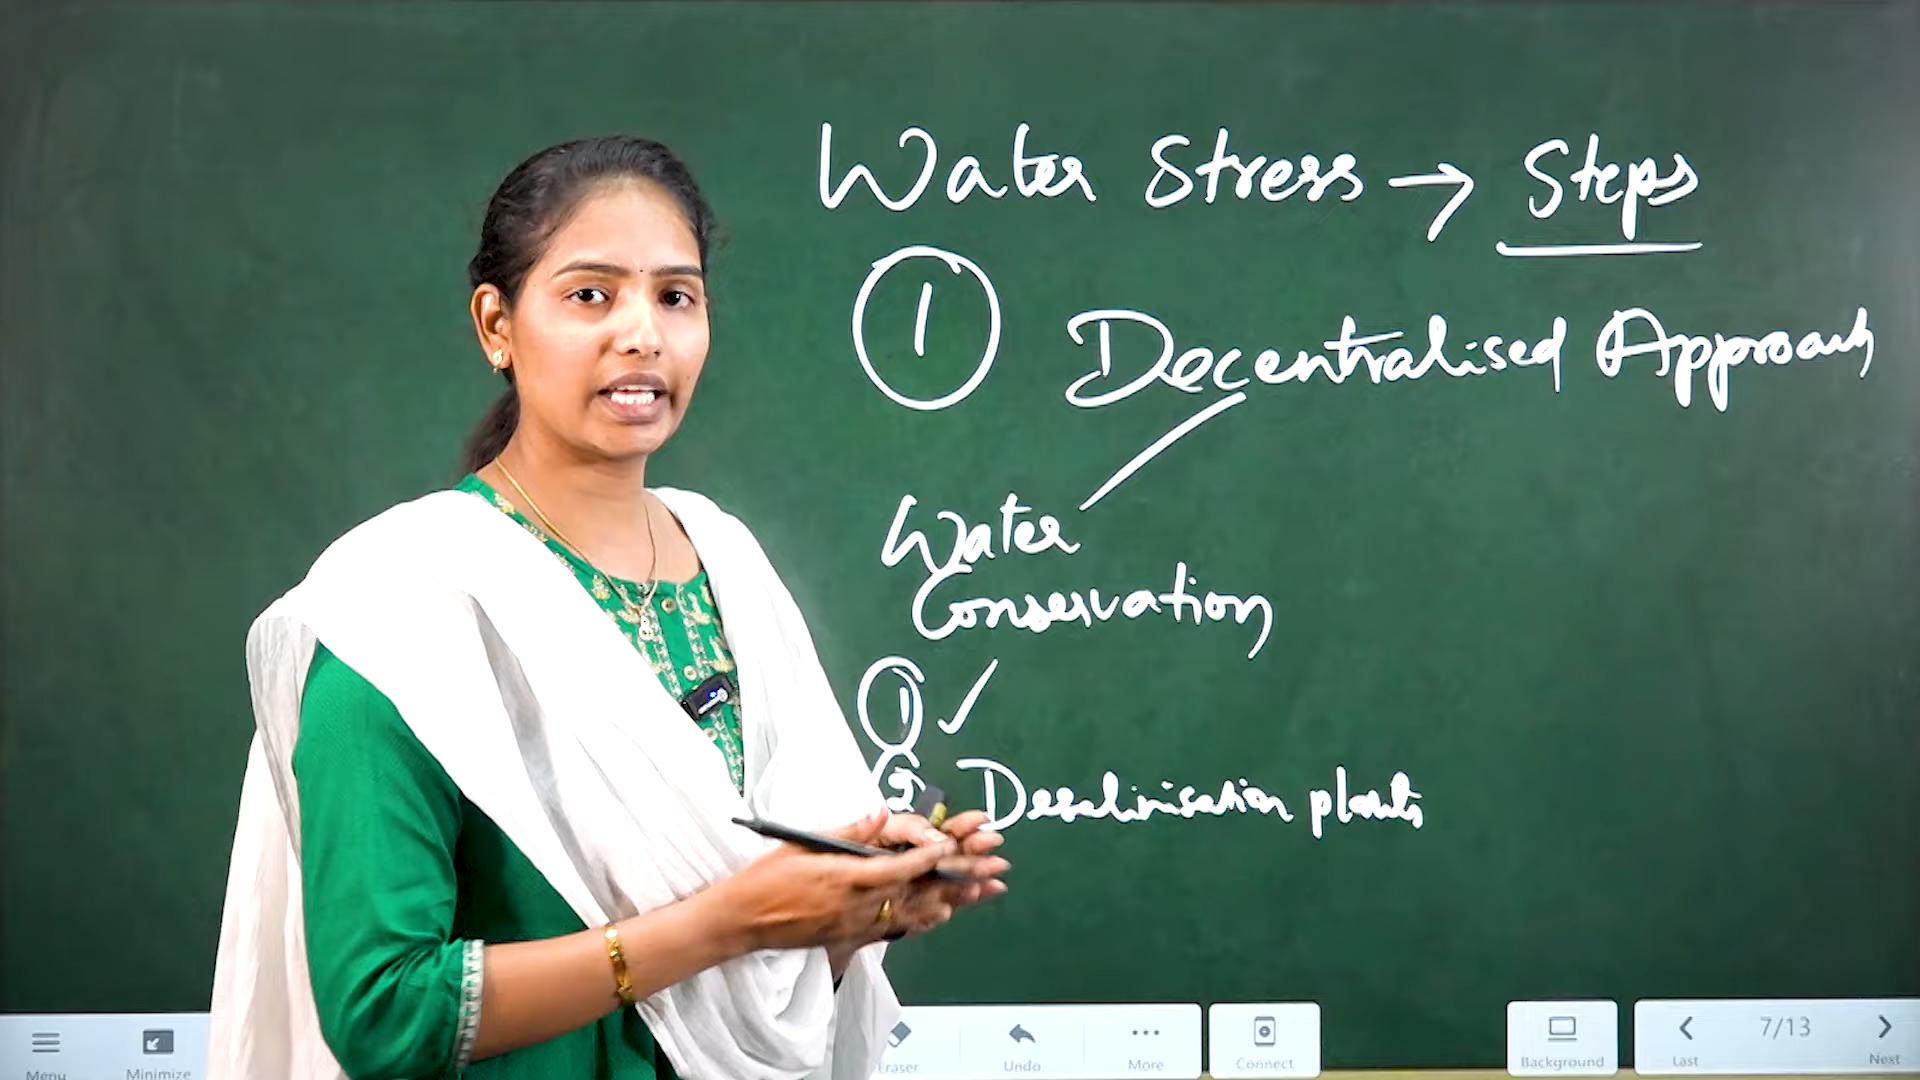 Water Stress → Steps
1 Decentralised Approach
Water
Conservation
1 ✓
2 Desalinisation plants
Menu
Minimize
Eraser
Undo
More
Connect
Background
Last
7/13
Next